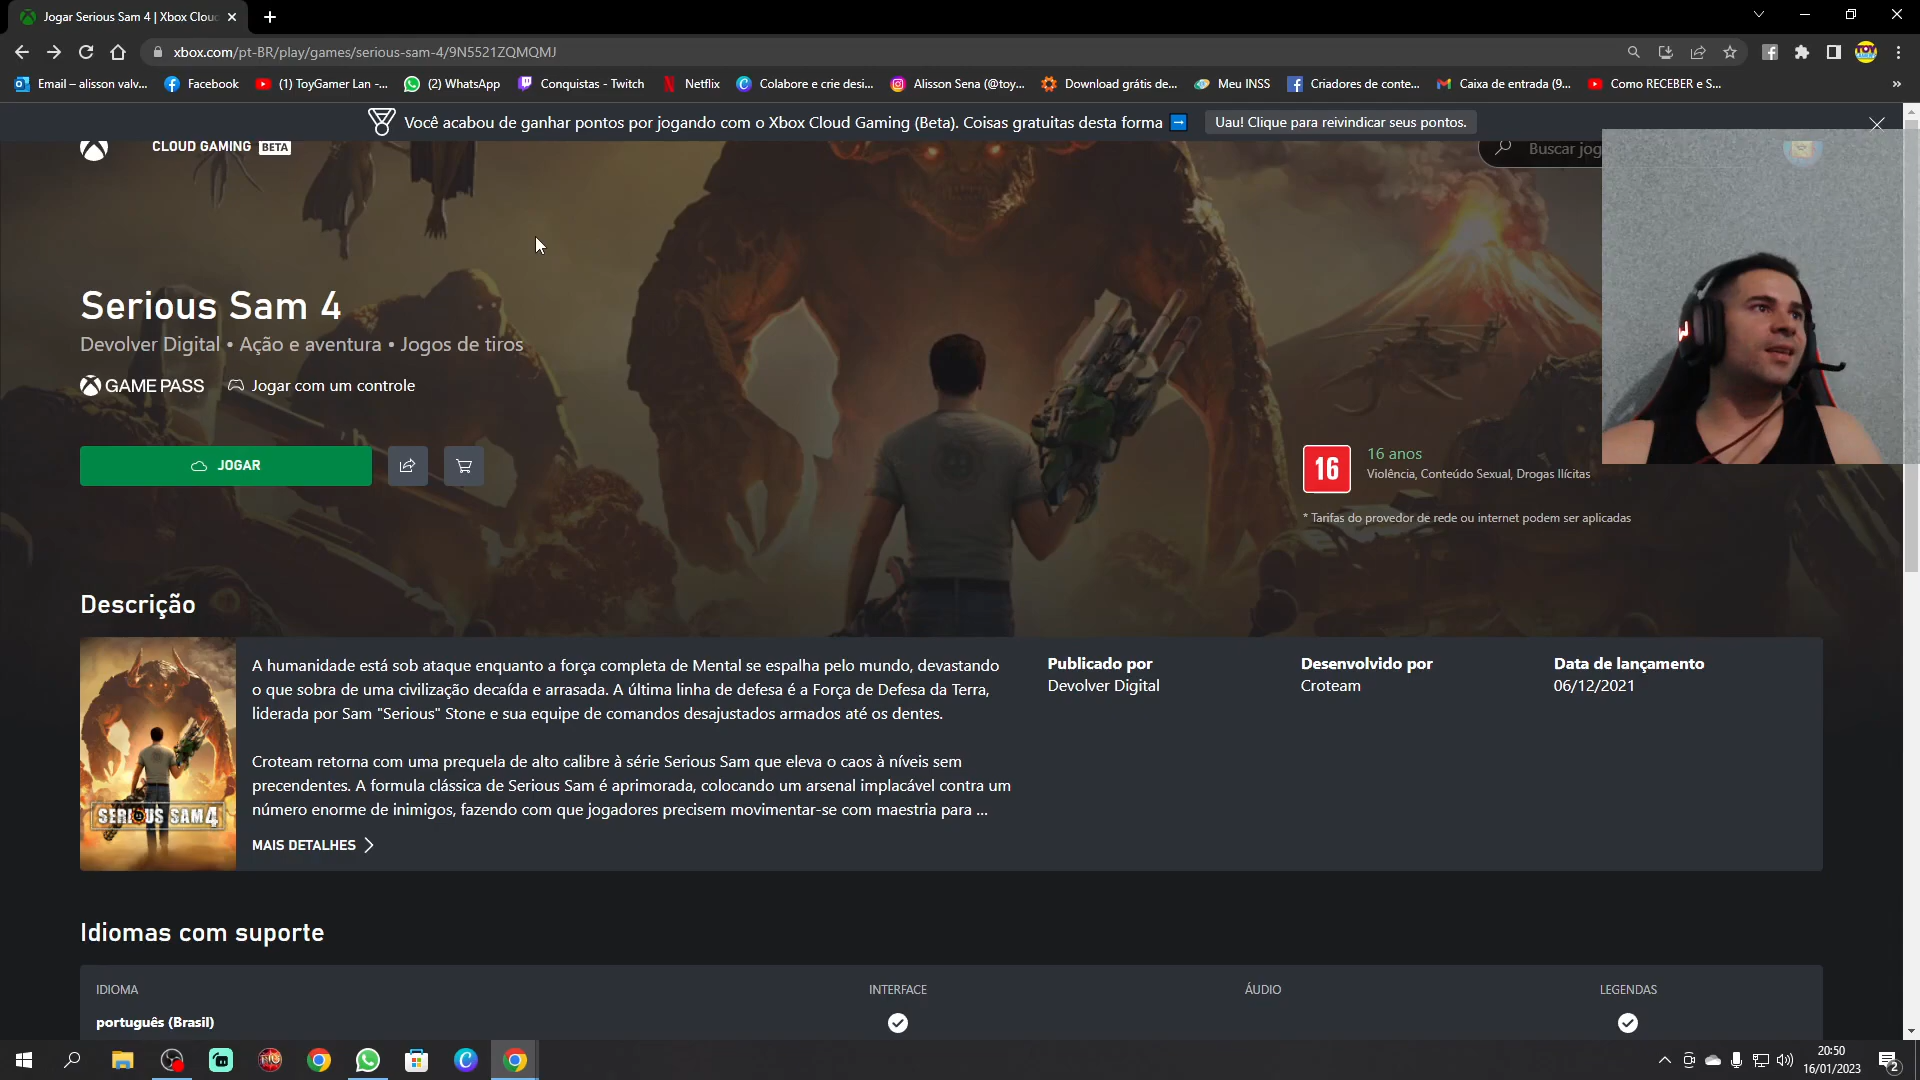 Jogar Serious Sam 4 | Xbox Clou
xbox.com/pt-BR/play/games/serious-sam-4/9N5521ZQMQMJ
Email – alisson valv...
Facebook
(1) ToyGamer Lan -...
(2) WhatsApp
Conquistas - Twitch
Netflix
Colabore e crie desi...
Alisson Sena (@toy...
Download grátis de...
Meu INSS
Criadores de conte...
Caixa de entrada (9...
Como RECEBER e S...
»
Você acabou de ganhar pontos por jogando com o Xbox Cloud Gaming (Beta). Coisas gratuitas desta forma ➡
Uau! Clique para reivindicar seus pontos.
CLOUD GAMING BETA
Buscar jog
Serious Sam 4
Devolver Digital • Ação e aventura • Jogos de tiros
GAME PASS
Jogar com um controle
JOGAR
16
16 anos
Violência, Conteúdo Sexual, Drogas Ilícitas
* Tarifas do provedor de rede ou internet podem ser aplicadas
Descrição
SERIOUS SAM 4
A humanidade está sob ataque enquanto a força completa de Mental se espalha pelo mundo, devastando
o que sobra de uma civilização decaída e arrasada. A última linha de defesa é a Força de Defesa da Terra,
liderada por Sam "Serious" Stone e sua equipe de comandos desajustados armados até os dentes.
Croteam retorna com uma prequela de alto calibre à série Serious Sam que eleva o caos à níveis sem
precendentes. A formula clássica de Serious Sam é aprimorada, colocando um arsenal implacável contra um
número enorme de inimigos, fazendo com que jogadores precisem movimentar-se com maestria para ...
MAIS DETALHES
Publicado por
Devolver Digital
Desenvolvido por
Croteam
Data de lançamento
06/12/2021
Idiomas com suporte
IDIOMA
INTERFACE
ÁUDIO
LEGENDAS
português (Brasil)
20:50
16/01/2023
2